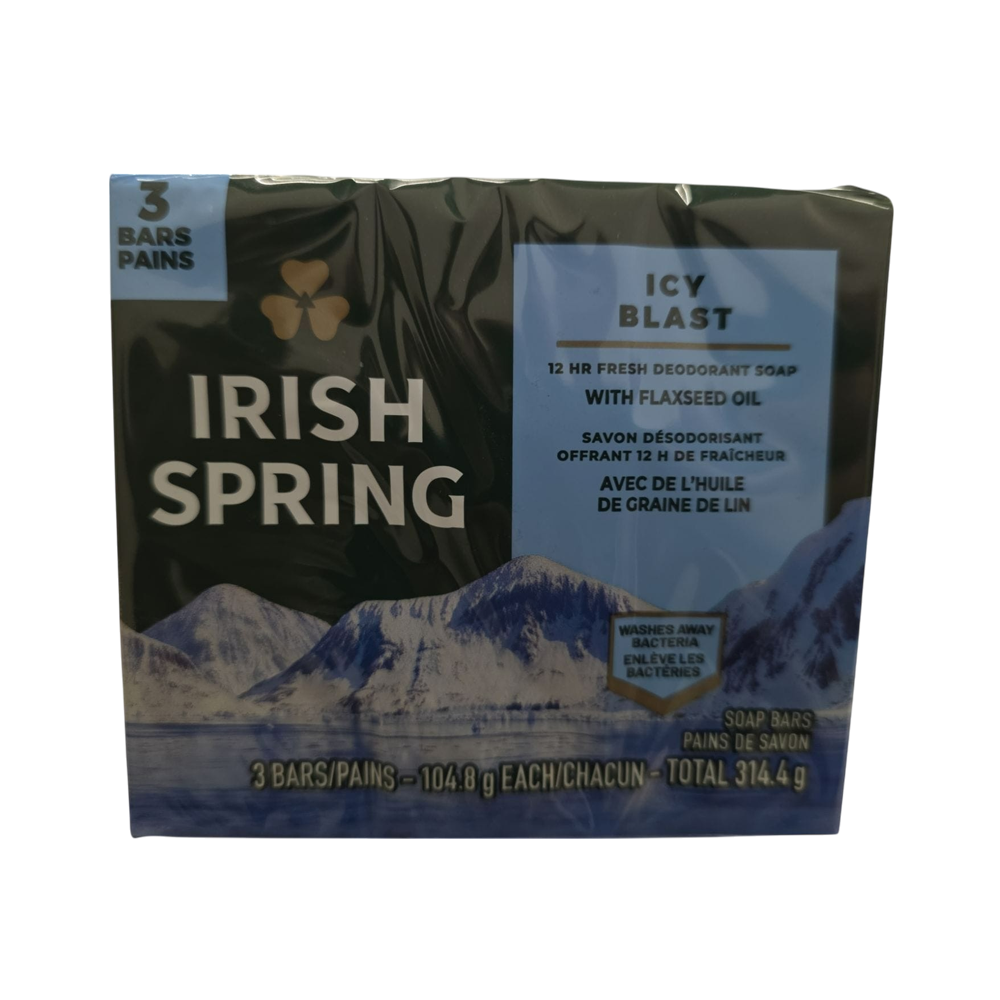 3
BARS
PAINS
IRISH
SPRING
ICY
BLAST
12 HR FRESH DEODORANT SOAP
WITH FLAXSEED OIL
SAVON DÉSODORISANT
OFFRANT 12 H DE FRAÎCHEUR
AVEC DE L'HUILE
DE GRAINE DE LIN
WASHES AWAY
BACTERIA
ENLÈVE LES
BACTÉRIES
SOAP BARS
PAINS DE SAVON
3 BARS/PAINS – 104.8 g EACH/CHACUN – TOTAL 314.4 g